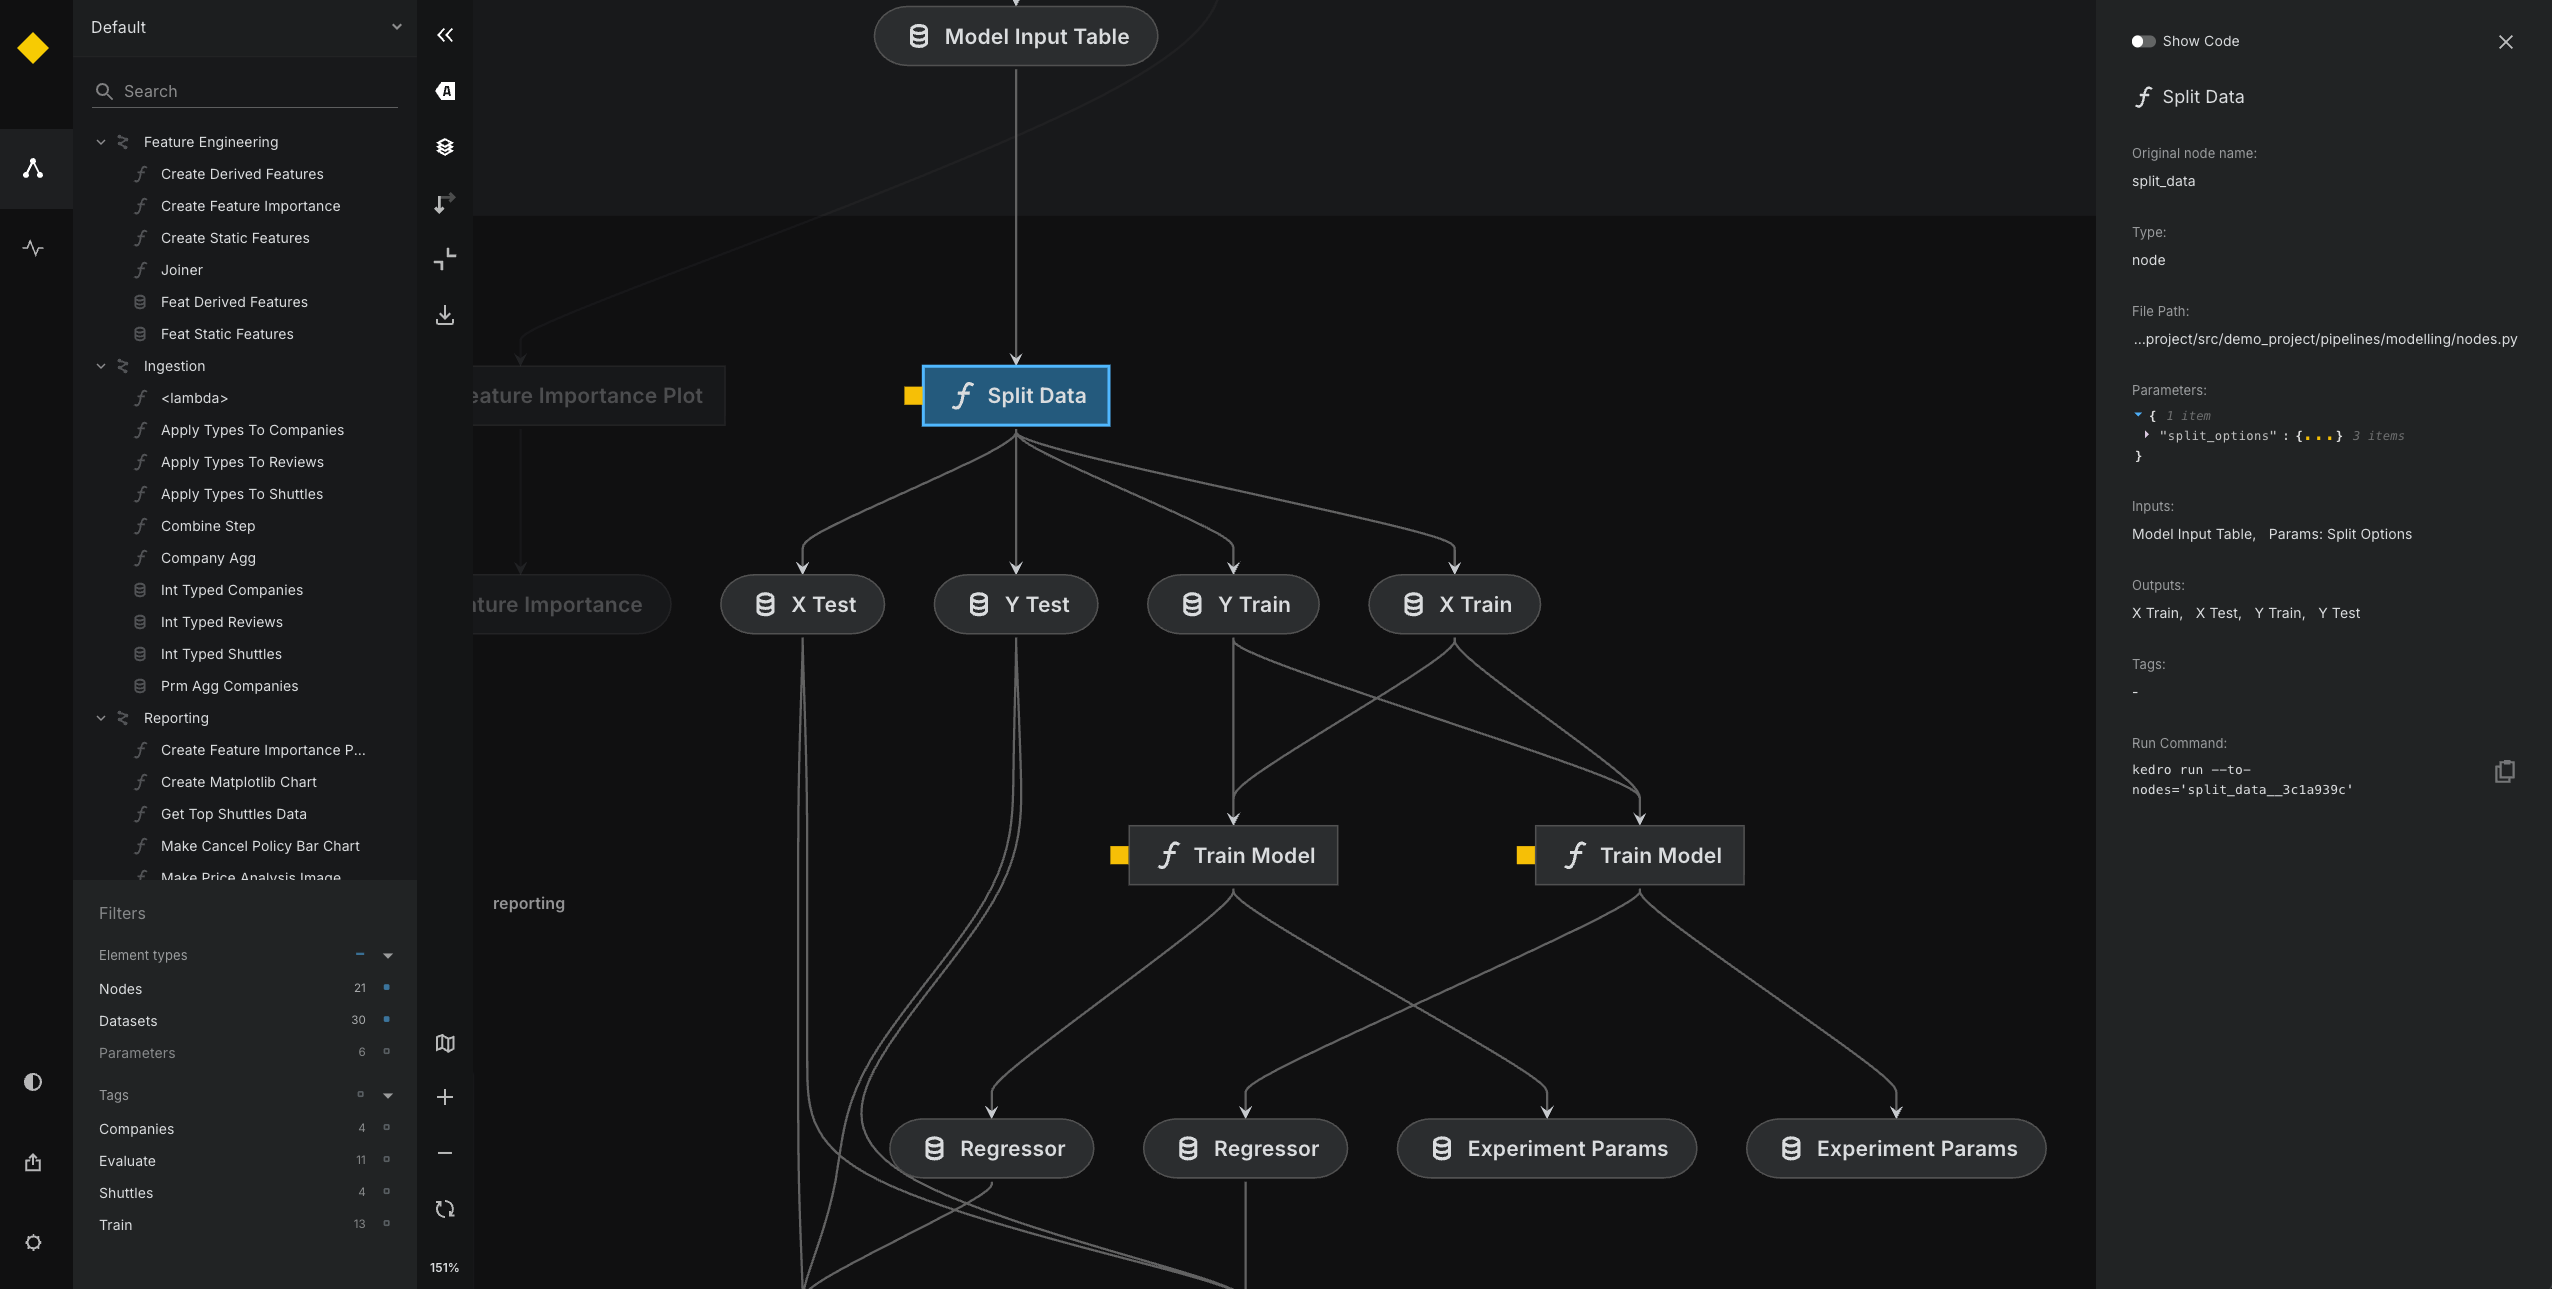 Default
Search
Feature Engineering
Create Derived Features
Create Feature Importance
Create Static Features
Joiner
Feat Derived Features
Feat Static Features
Ingestion
<lambda>
Apply Types To Companies
Apply Types To Reviews
Apply Types To Shuttles
Combine Step
Company Agg
Int Typed Companies
Int Typed Reviews
Int Typed Shuttles
Prm Agg Companies
Reporting
Create Feature Importance P...
Create Matplotlib Chart
Get Top Shuttles Data
Make Cancel Policy Bar Chart
Make Price Analysis Image
Filters
Element types
Nodes 21
Datasets 30
Parameters 6
Tags
Companies 4
Evaluate 11
Shuttles 4
Train 13
A
151%
Model Input Table
eature Importance Plot
Split Data
ture Importance
X Test
Y Test
Y Train
X Train
Train Model
Train Model
reporting
Regressor
Regressor
Experiment Params
Experiment Params
Show Code
Split Data
Original node name:
split_data
Type:
node
File Path:
...project/src/demo_project/pipelines/modelling/nodes.py
Parameters:
{ 1 item
"split_options" : {...} 3 items
}
Inputs:
Model Input Table, Params: Split Options
Outputs:
X Train, X Test, Y Train, Y Test
Tags:
-
Run Command:
kedro run --to-
nodes='split_data__3c1a939c'